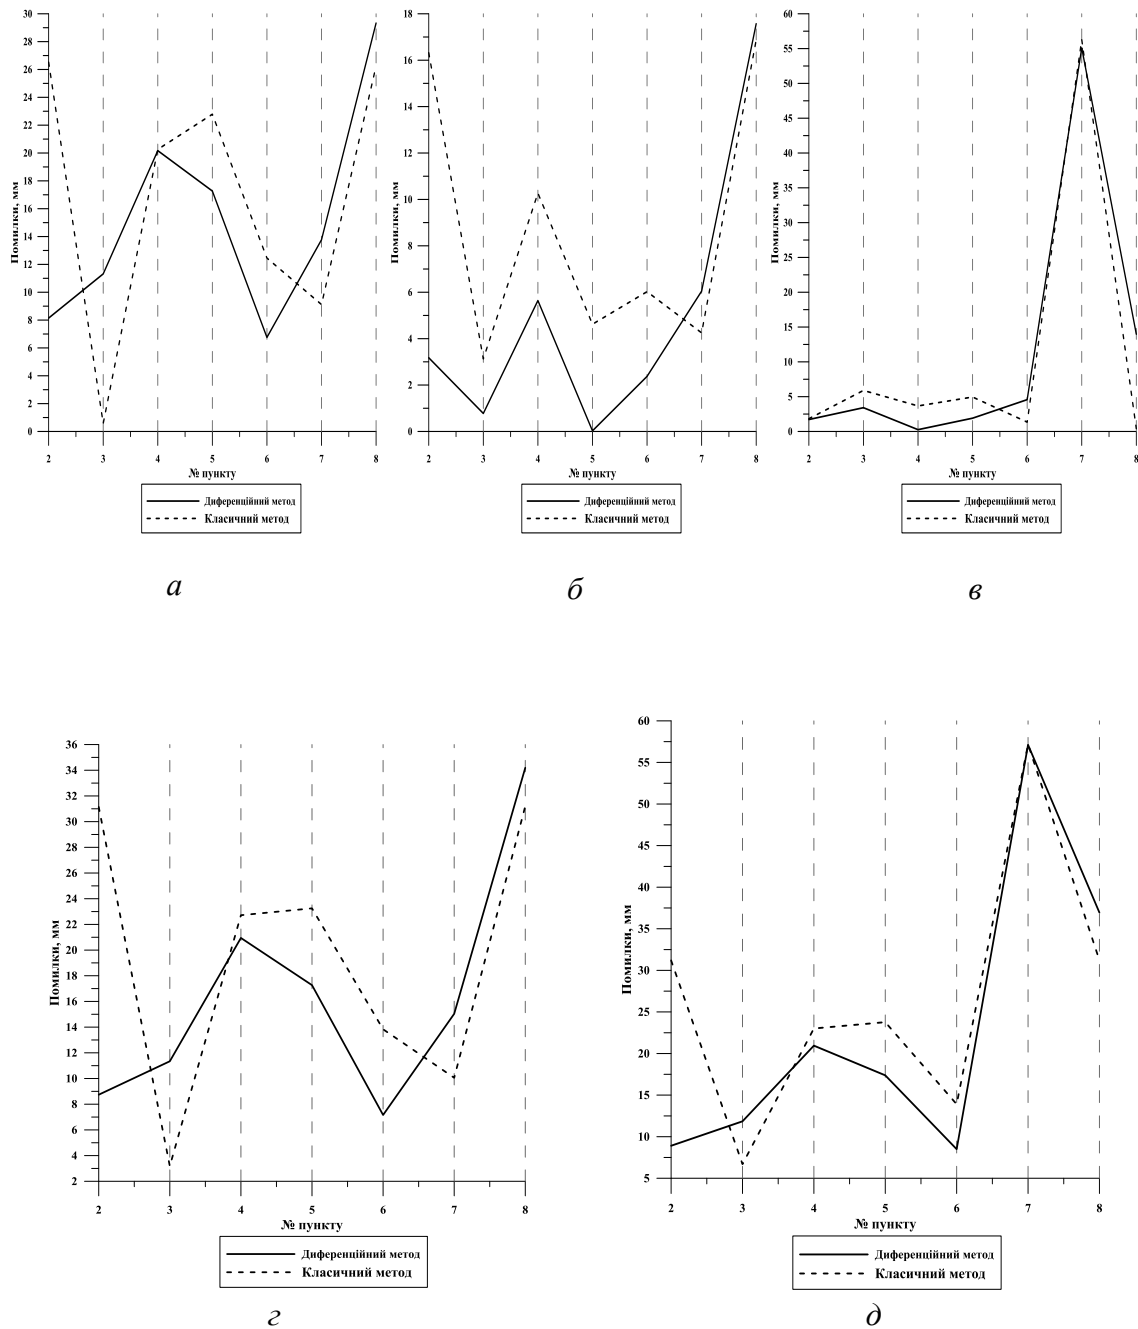 30
28
26
24
22
20
18
16
14
12
10
8
6
4
2
0
Помилки, мм
2 3 4 5 6 7 8
№ пункту
Диференційний метод
Класичний метод
а
18
16
14
12
10
8
6
4
2
0
Помилки, мм
2 3 4 5 6 7 8
№ пункту
Диференційний метод
Класичний метод
б
60
55
50
45
40
35
30
25
20
15
10
5
0
Помилки, мм
2 3 4 5 6 7 8
№ пункту
Диференційний метод
Класичний метод
в
36
34
32
30
28
26
24
22
20
18
16
14
12
10
8
6
4
2
Помилки, мм
2 3 4 5 6 7 8
№ пункту
Диференційний метод
Класичний метод
г
60
55
50
45
40
35
30
25
20
15
10
5
Помилки, мм
2 3 4 5 6 7 8
№ пункту
Диференційний метод
Класичний метод
д